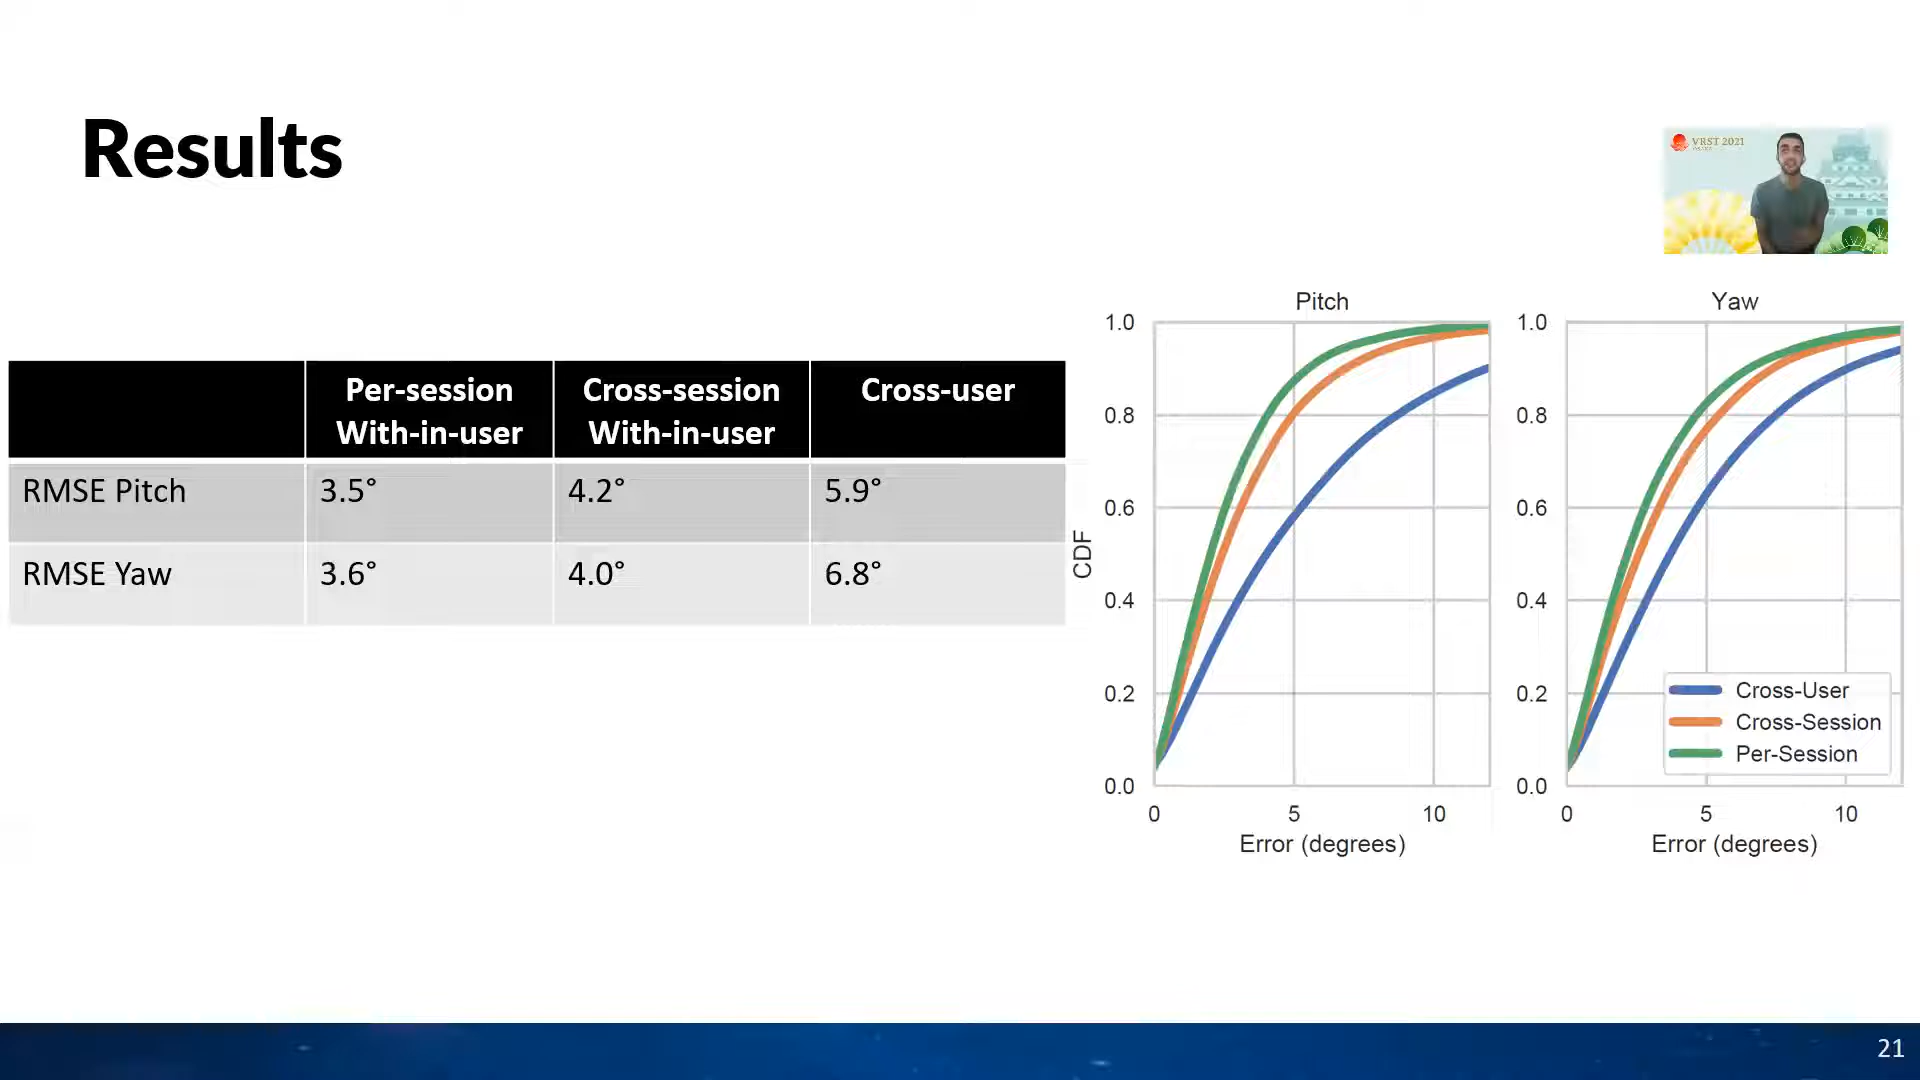 Results
VRST 2021
Per-session
With-in-user
Cross-session
With-in-user
Cross-user
RMSE Pitch 3.5° 4.2° 5.9°
RMSE Yaw 3.6° 4.0° 6.8°
Pitch
CDF
1.0
0.8
0.6
0.4
0.2
0.0
0 5 10
Error (degrees)
Yaw
1.0
0.8
0.6
0.4
0.2
0.0
0 5 10
Error (degrees)
Cross-User
Cross-Session
Per-Session
21